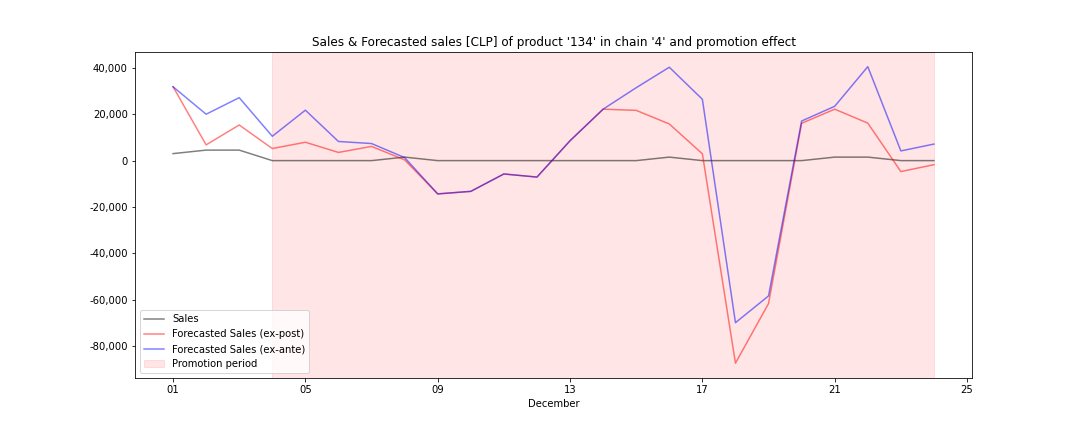 Sales & Forecasted sales [CLP] of product '134' in chain '4' and promotion effect
40,000
20,000
0
-20,000
-40,000
-60,000
-80,000
Sales
Forecasted Sales (ex-post)
Forecasted Sales (ex-ante)
Promotion period
01 05 09 13 17 21 25
December